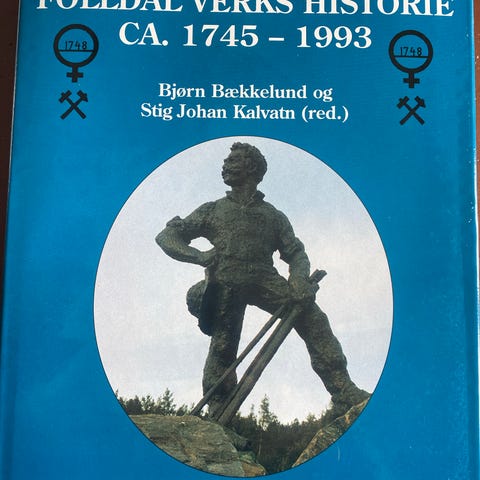 FOLLDAL VERKS HISTORIE
CA. 1745 – 1993
1748
1748
Bjørn Bækkelund og
Stig Johan Kalvatn (red.)